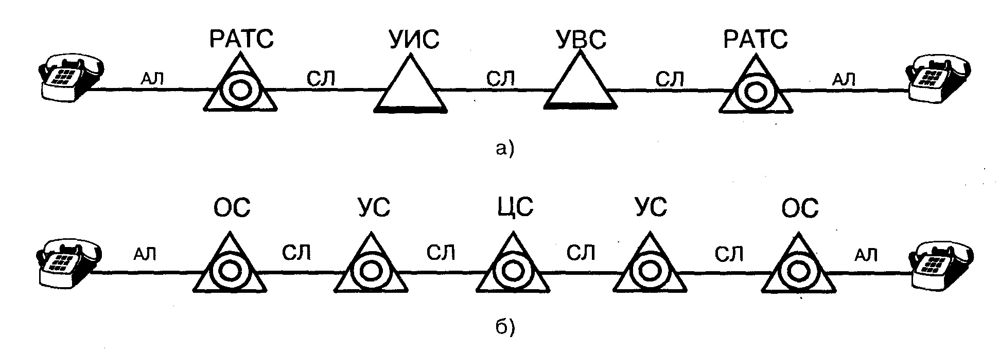 РАТС УИС УВС РАТС
АЛ СЛ СЛ СЛ АЛ
а)
ОС УС ЦС УС ОС
АЛ СЛ СЛ СЛ СЛ АЛ
б)